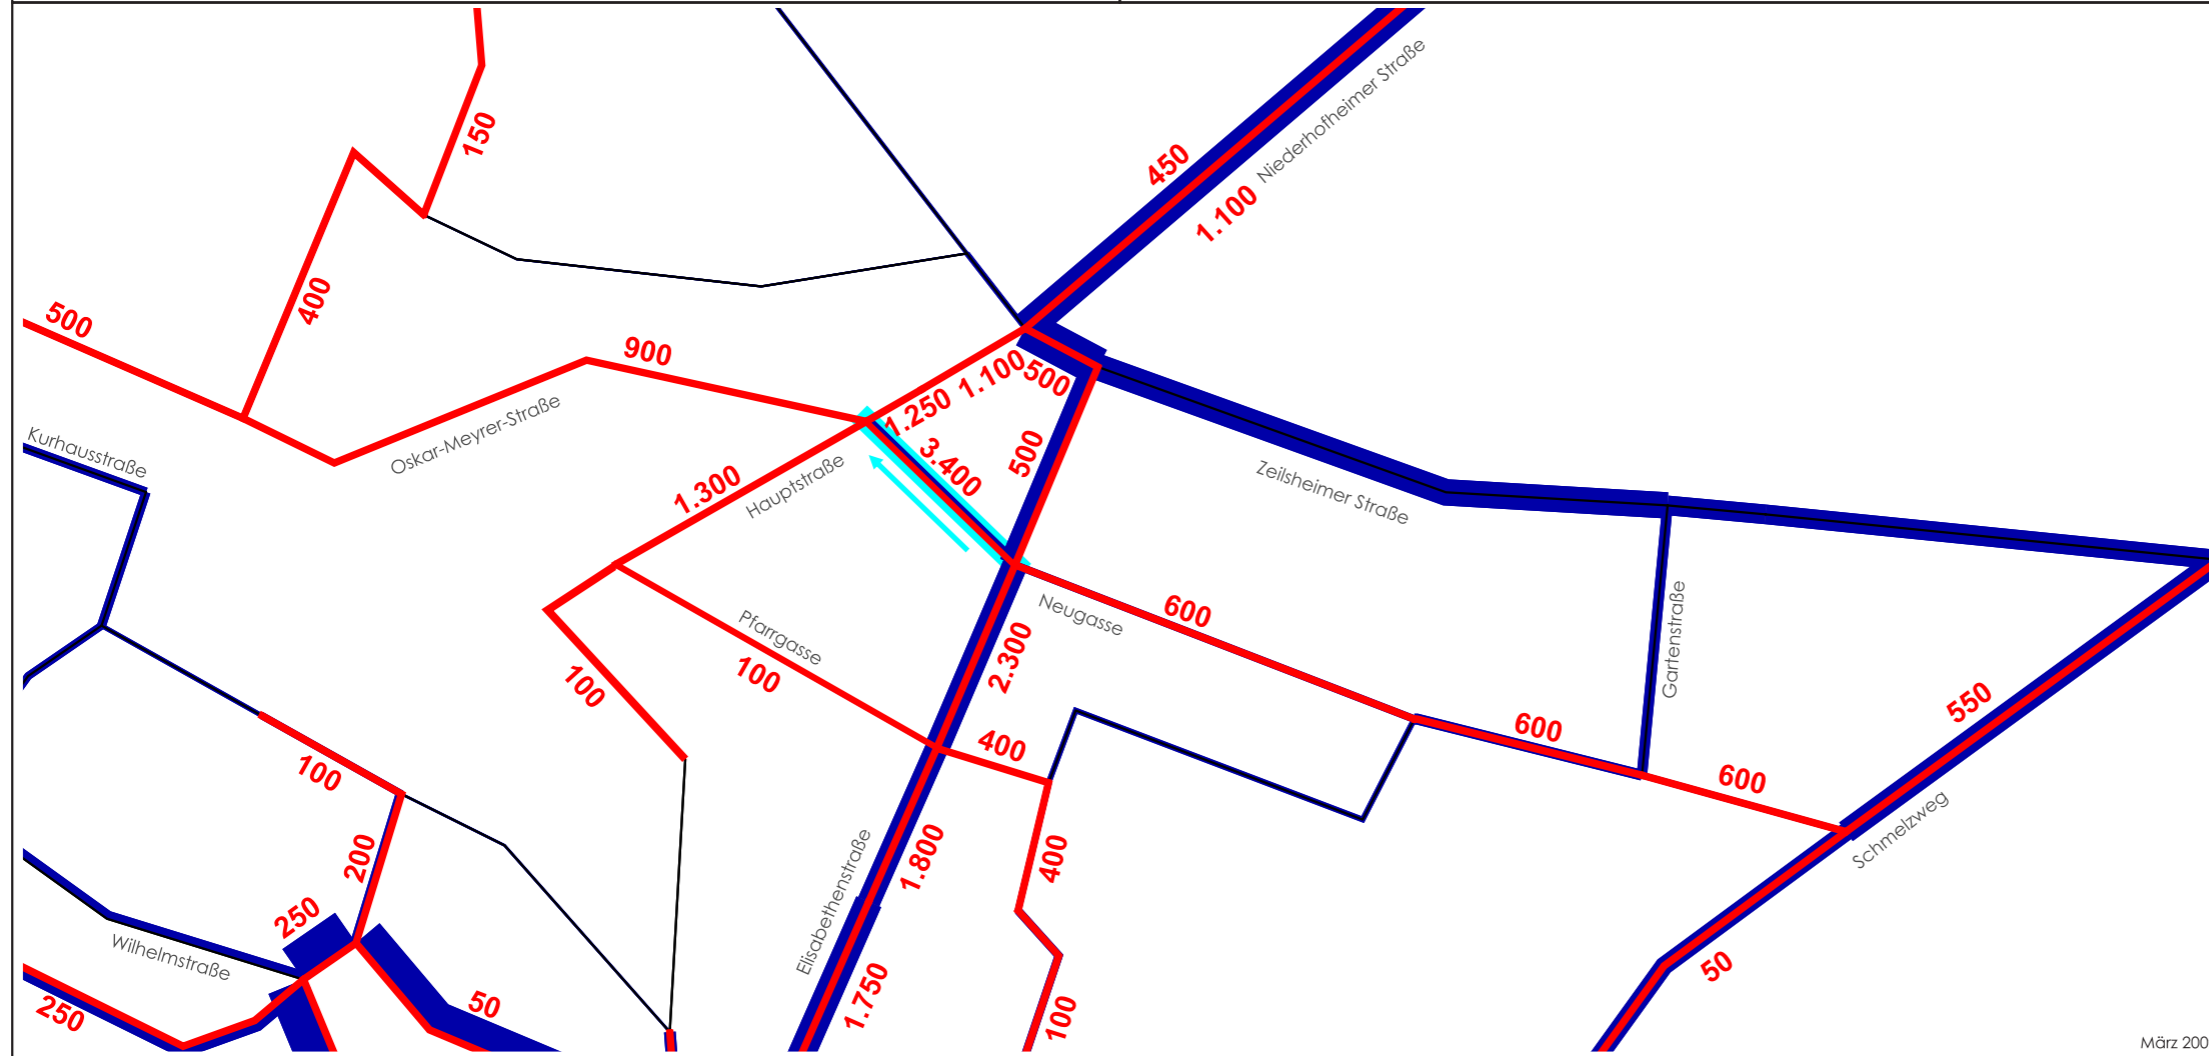 Niederhofheimer Straße
450
1.100
150
400
500
900
Oskar-Meyrer-Straße
Kurhausstraße
1.250
1.100
500
3.400
500
1.300
Hauptstraße
Zeilsheimer Straße
Pfarrgasse
100
100
Neugasse
600
2.300
Gartenstraße
400
600
600
550
Schmelzweg
100
200
250
Wilhelmstraße
250
50
Elisabethenstraße
1.800
400
1.750
100
50
März 200